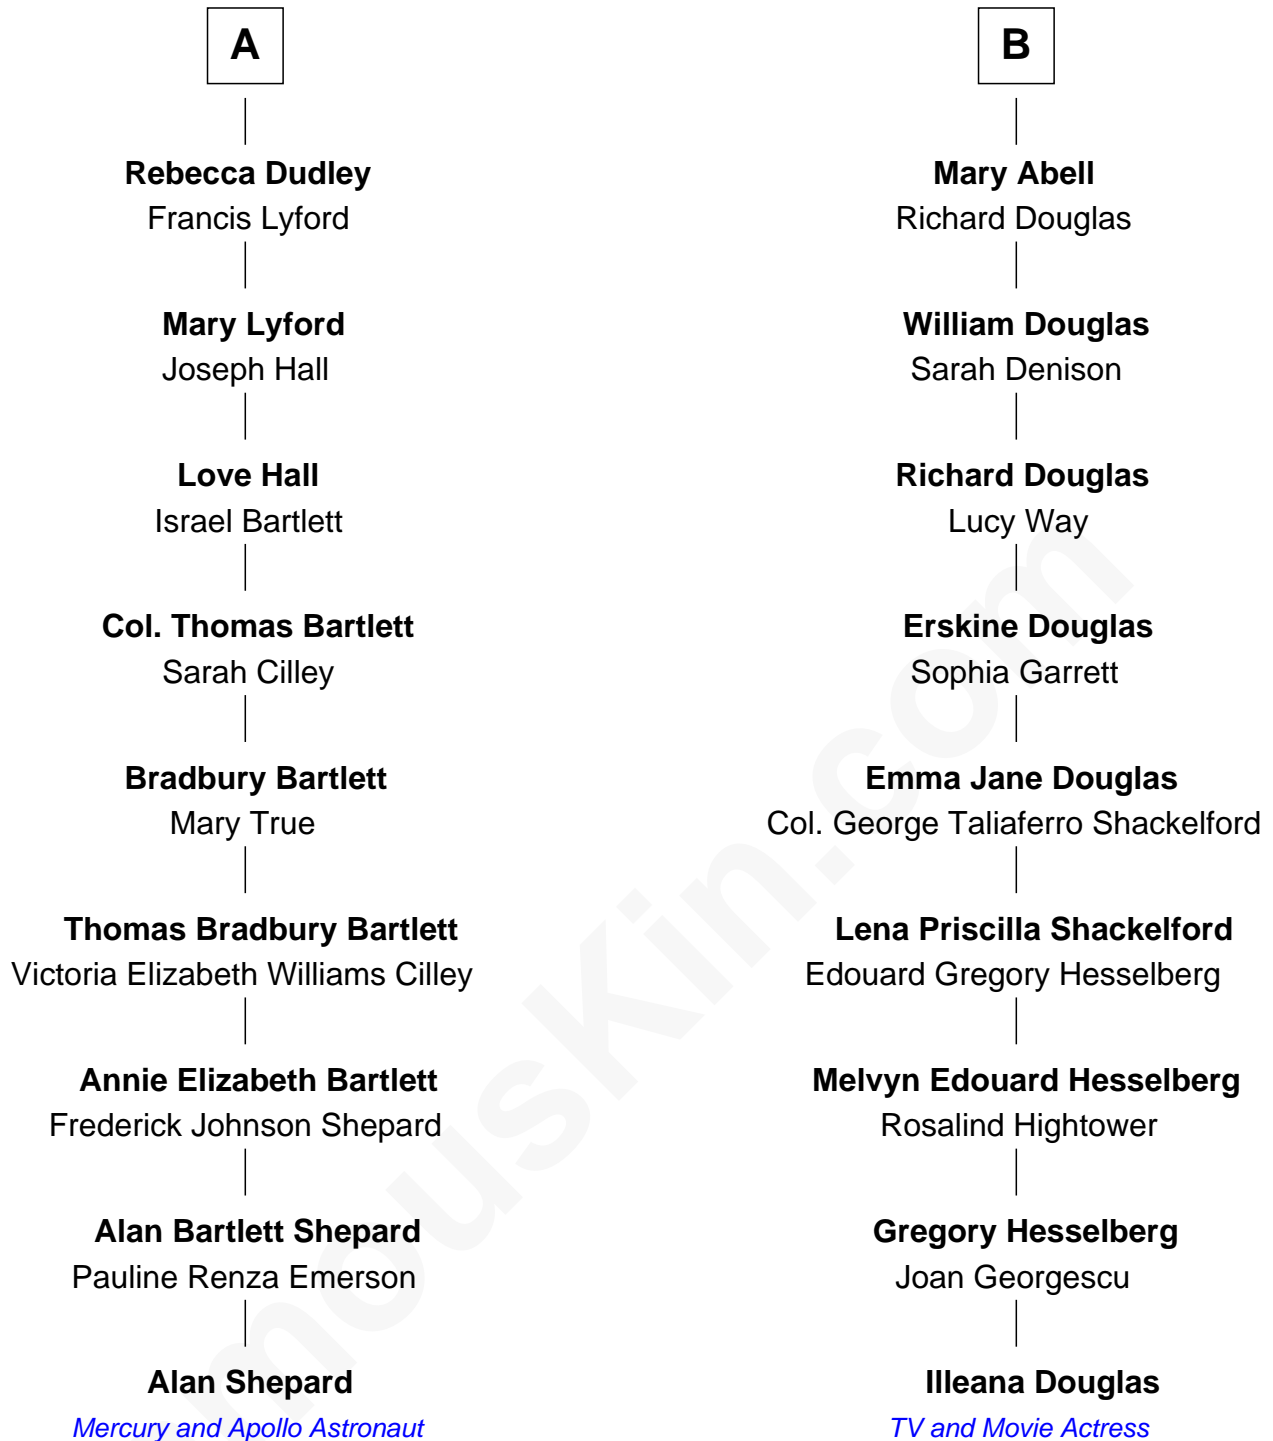 A
Rebecca Dudley
Francis Lyford
Mary Lyford
Joseph Hall
Love Hall
Israel Bartlett
Col. Thomas Bartlett
Sarah Cilley
Bradbury Bartlett
Mary True
Thomas Bradbury Bartlett
Victoria Elizabeth Williams Cilley
Annie Elizabeth Bartlett
Frederick Johnson Shepard
Alan Bartlett Shepard
Pauline Renza Emerson
Alan Shepard
Mercury and Apollo Astronaut
B
Mary Abell
Richard Douglas
William Douglas
Sarah Denison
Richard Douglas
Lucy Way
Erskine Douglas
Sophia Garrett
Emma Jane Douglas
Col. George Taliaferro Shackelford
Lena Priscilla Shackelford
Edouard Gregory Hesselberg
Melvyn Edouard Hesselberg
Rosalind Hightower
Gregory Hesselberg
Joan Georgescu
Illeana Douglas
TV and Movie Actress
mousKin.com